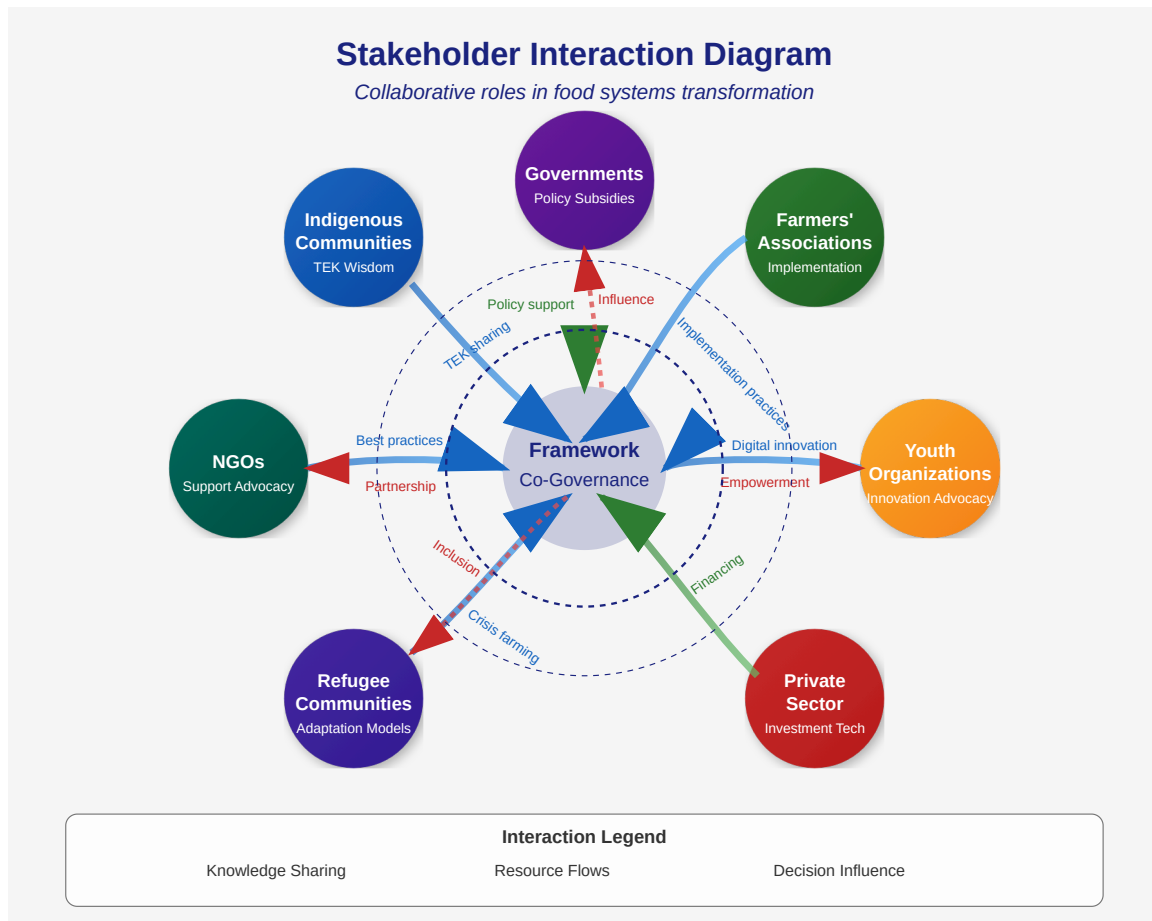 Stakeholder Interaction Diagram
Collaborative roles in food systems transformation
Governments
Policy Subsidies
Indigenous
Communities
TEK Wisdom
Farmers'
Associations
Implementation
Policy support
Influence
TEK sharing
Implementation practices
Best practices
Partnership
NGOs
Support Advocacy
Framework
Co-Governance
Digital innovation
Empowerment
Youth
Organizations
Innovation Advocacy
Inclusion
Crisis farming
Financing
Refugee
Communities
Adaptation Models
Private
Sector
Investment Tech
Interaction Legend
Knowledge Sharing
Resource Flows
Decision Influence